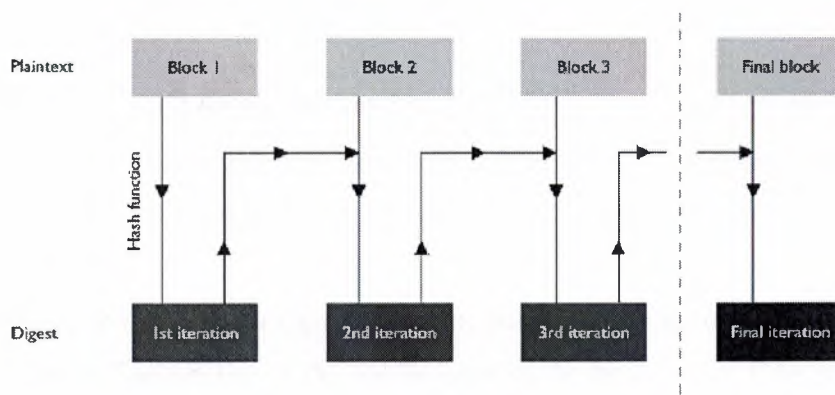 Plaintext
Block 1
Block 2
Block 3
Final block
Hash function
Digest
1st iteration
2nd iteration
3rd iteration
Final iteration